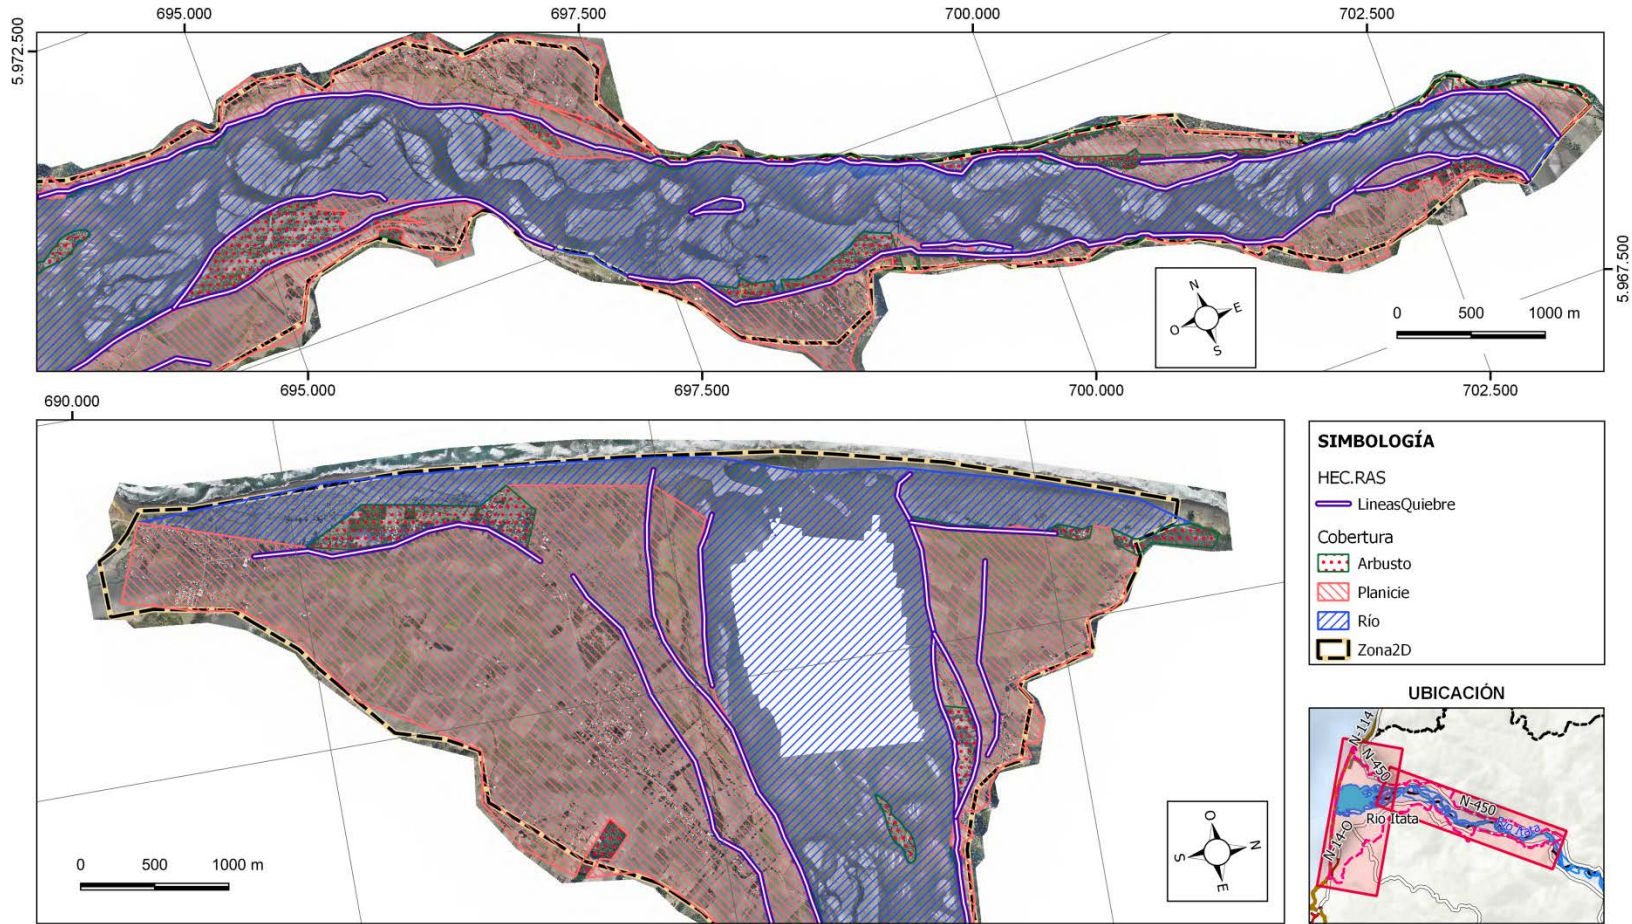 695.000 697.500 700.000 702.500
5.972.500
5.967.500
N
O E
S
0 500 1000 m
695.000 697.500 700.000 702.500
690.000
SIMBOLOGÍA
HEC.RAS
LineasQuiebre
Cobertura
Arbusto
Planicie
Río
Zona2D
UBICACIÓN
N-114
N-450
N-450
Río Itata
Río Itata
N-14-O
O
S N
E
0 500 1000 m